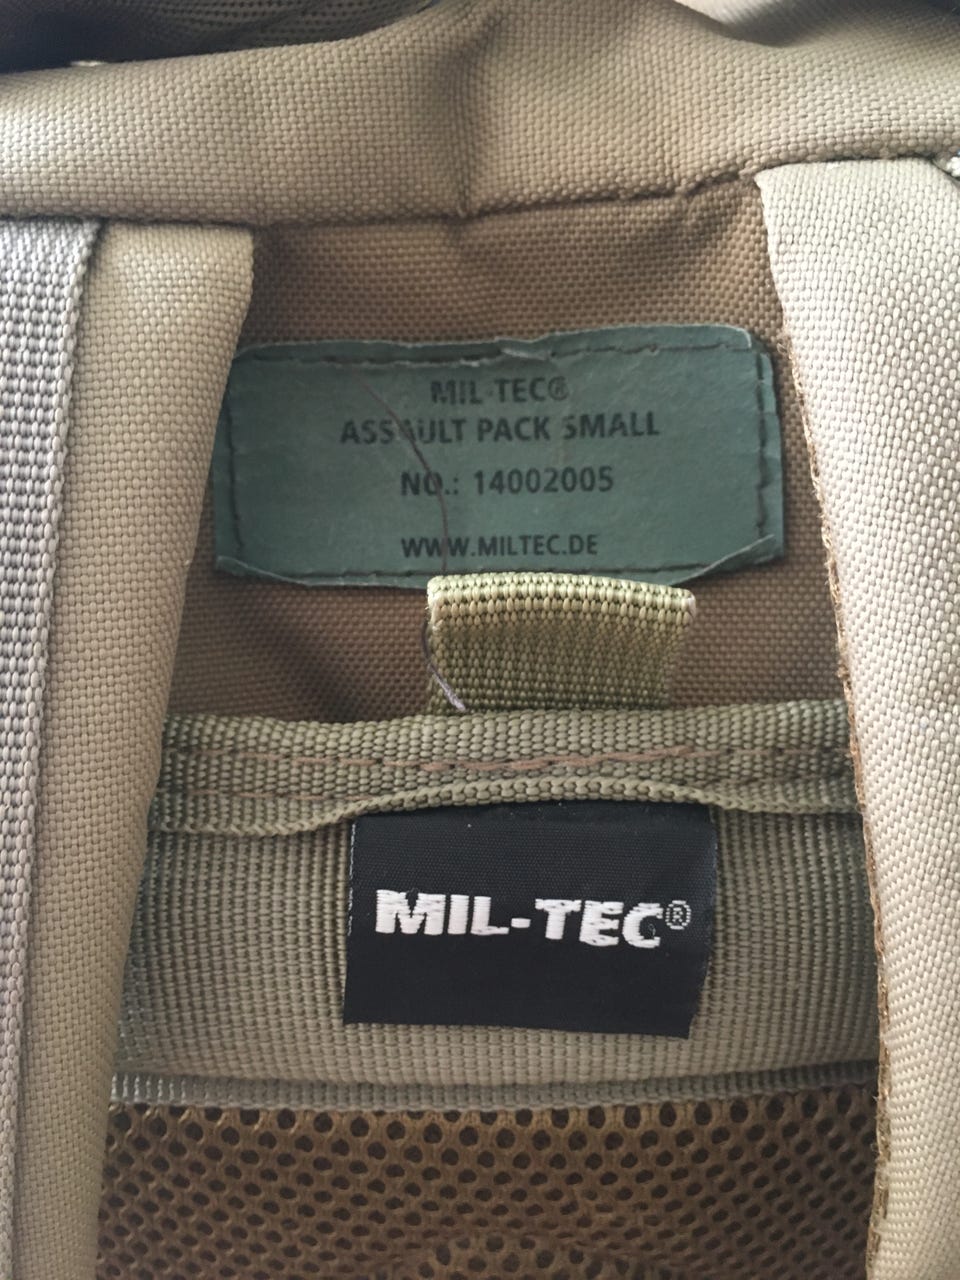 MIL-TEC®
ASSAULT PACK SMALL
NO.: 14002005
WWW.MILTEC.DE
MIL-TEC®